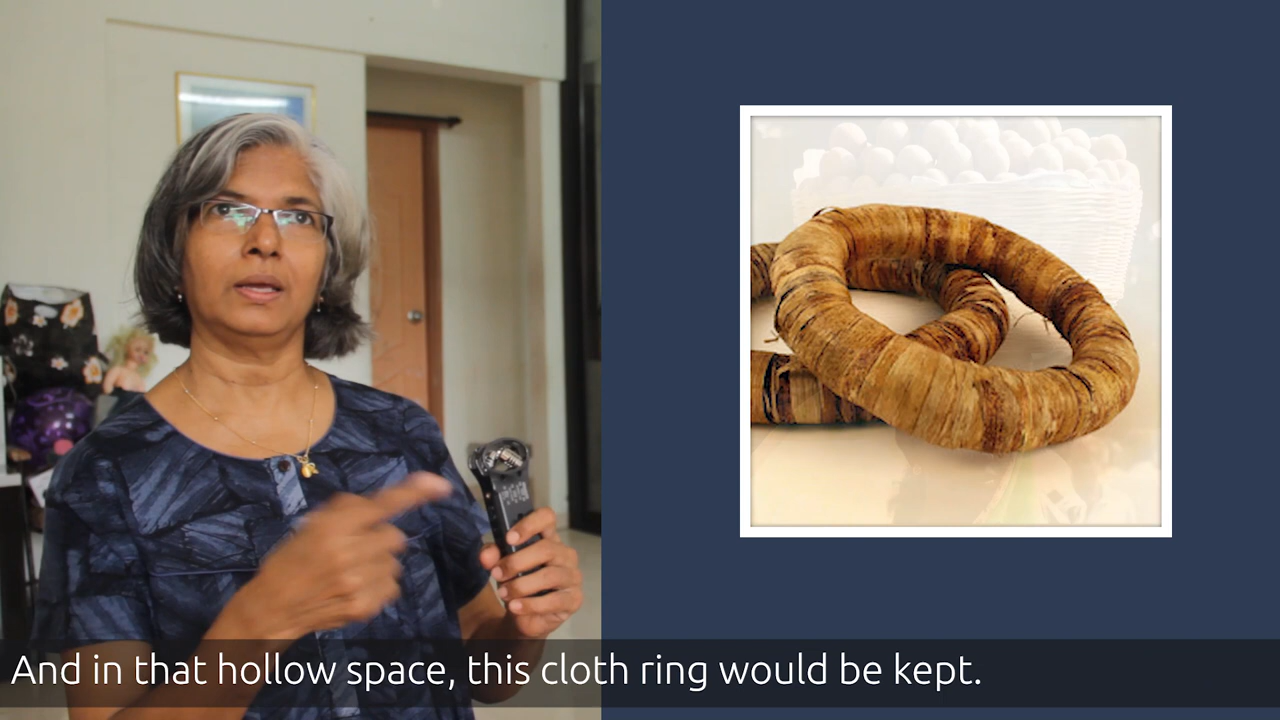 And in that hollow space, this cloth ring would be kept.